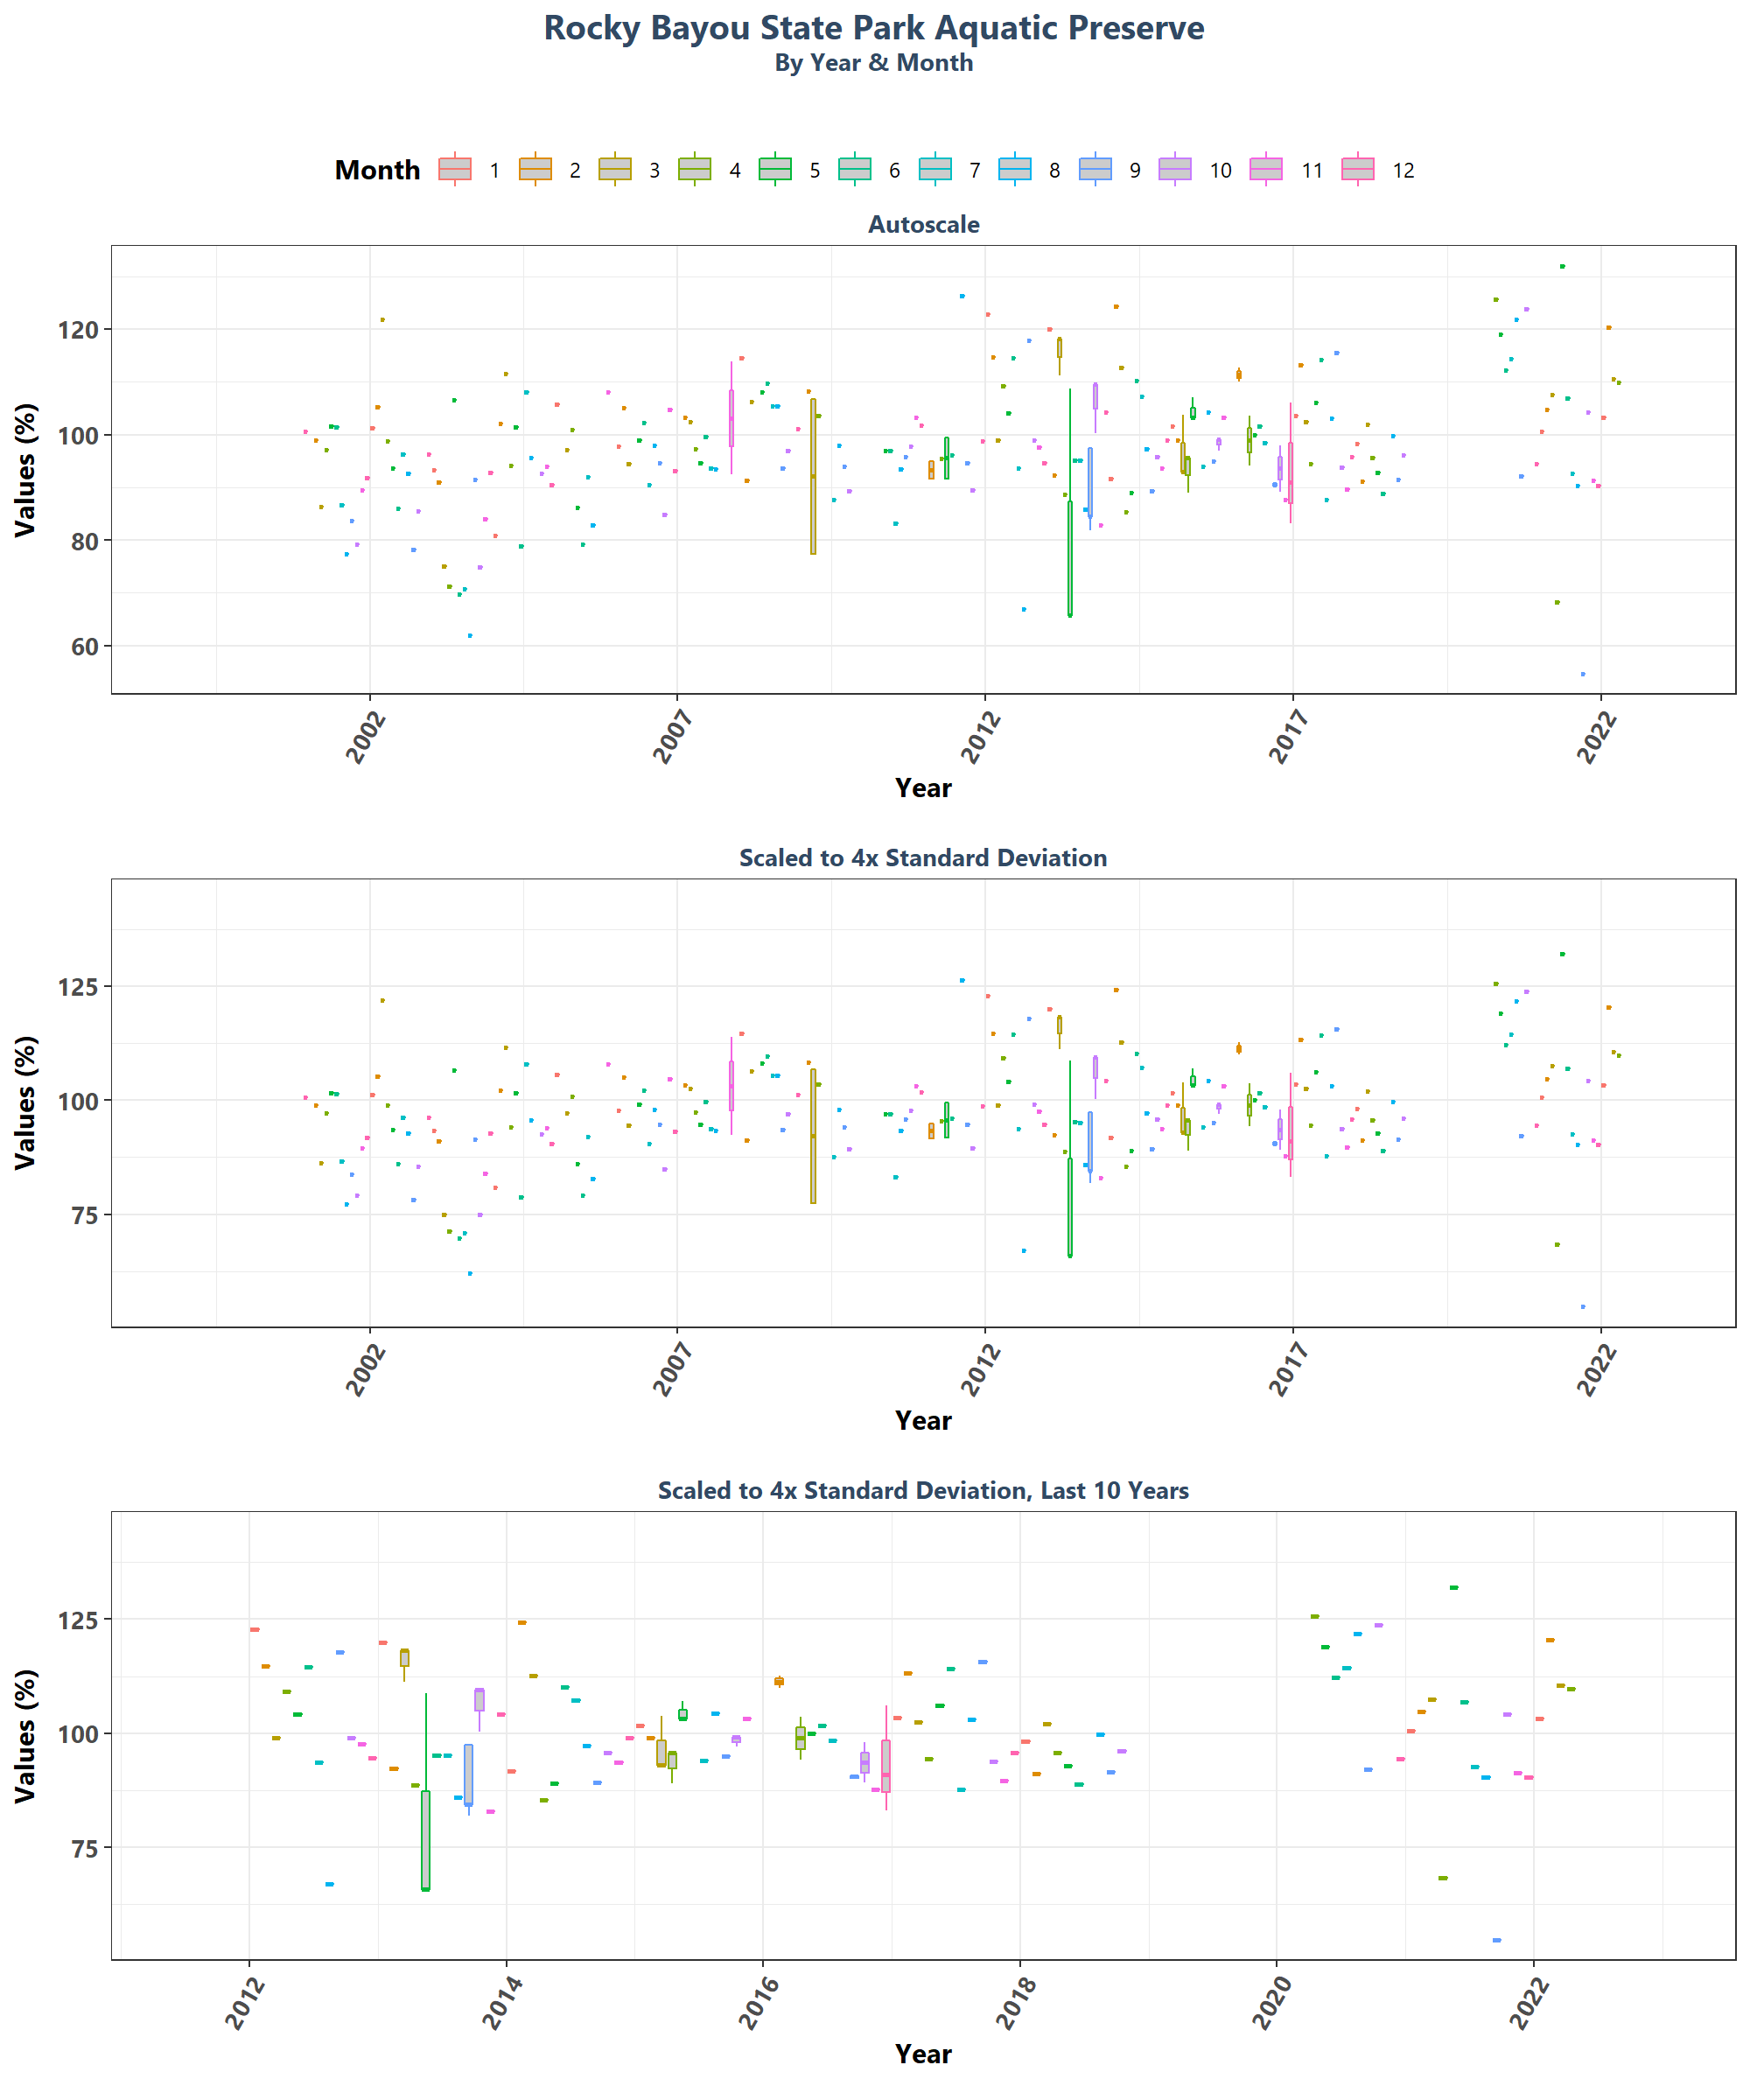 Rocky Bayou State Park Aquatic Preserve
By Year & Month
Month 1 2 3 4 5 6 7 8 9 10 11 12
Autoscale
Values (%)
120
100
80
60
2002 2007 2012 2017 2022
Year
Scaled to 4x Standard Deviation
Values (%)
125
100
75
2002 2007 2012 2017 2022
Year
Scaled to 4x Standard Deviation, Last 10 Years
Values (%)
125
100
75
2012 2014 2016 2018 2020 2022
Year